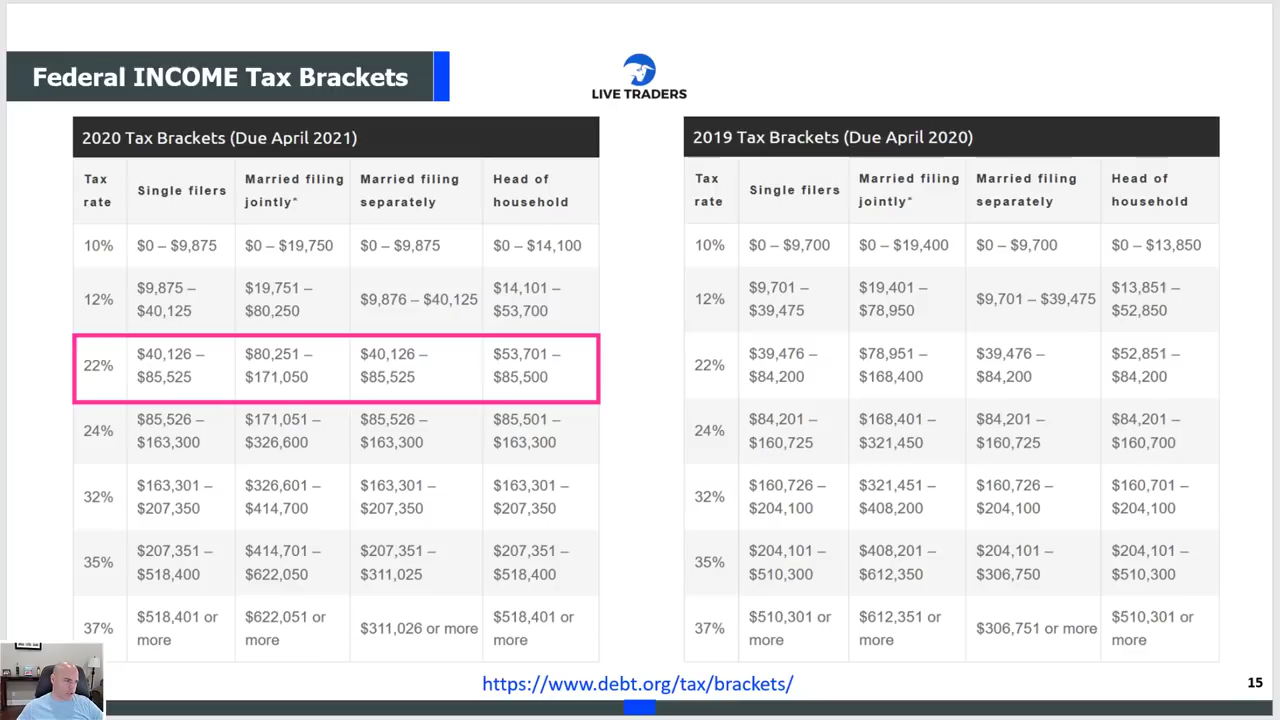 Federal INCOME Tax Brackets
LIVE TRADERS
2020 Tax Brackets (Due April 2021)
Tax rate Single filers Married filing jointly* Married filing separately Head of household
10% $0 – $9,875 $0 – $19,750 $0 – $9,875 $0 – $14,100
12% $9,875 – $40,125 $19,751 – $80,250 $9,876 – $40,125 $14,101 – $53,700
22% $40,126 – $85,525 $80,251 – $171,050 $40,126 – $85,525 $53,701 – $85,500
24% $85,526 – $163,300 $171,051 – $326,600 $85,526 – $163,300 $85,501 – $163,300
32% $163,301 – $207,350 $326,601 – $414,700 $163,301 – $207,350 $163,301 – $207,350
35% $207,351 – $518,400 $414,701 – $622,050 $207,351 – $311,025 $207,351 – $518,400
37% $518,401 or more $622,051 or more $311,026 or more $518,401 or more
2019 Tax Brackets (Due April 2020)
Tax rate Single filers Married filing jointly* Married filing separately Head of household
10% $0 – $9,700 $0 – $19,400 $0 – $9,700 $0 – $13,850
12% $9,701 – $39,475 $19,401 – $78,950 $9,701 – $39,475 $13,851 – $52,850
22% $39,476 – $84,200 $78,951 – $168,400 $39,476 – $84,200 $52,851 – $84,200
24% $84,201 – $160,725 $168,401 – $321,450 $84,201 – $160,725 $84,201 – $160,700
32% $160,726 – $204,100 $321,451 – $408,200 $160,726 – $204,100 $160,701 – $204,100
35% $204,101 – $510,300 $408,201 – $612,350 $204,101 – $306,750 $204,101 – $510,300
37% $510,301 or more $612,351 or more $306,751 or more $510,301 or more
https://www.debt.org/tax/brackets/
15